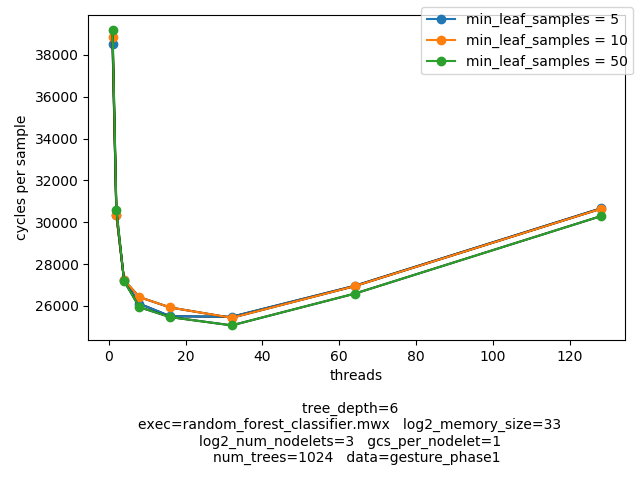 min_leaf_samples = 5
min_leaf_samples = 10
min_leaf_samples = 50
38000
36000
34000
32000
30000
28000
26000
cycles per sample
0 20 40 60 80 100 120
threads
tree_depth=6
exec=random_forest_classifier.mwx log2_memory_size=33
log2_num_nodelets=3 gcs_per_nodelet=1
num_trees=1024 data=gesture_phase1